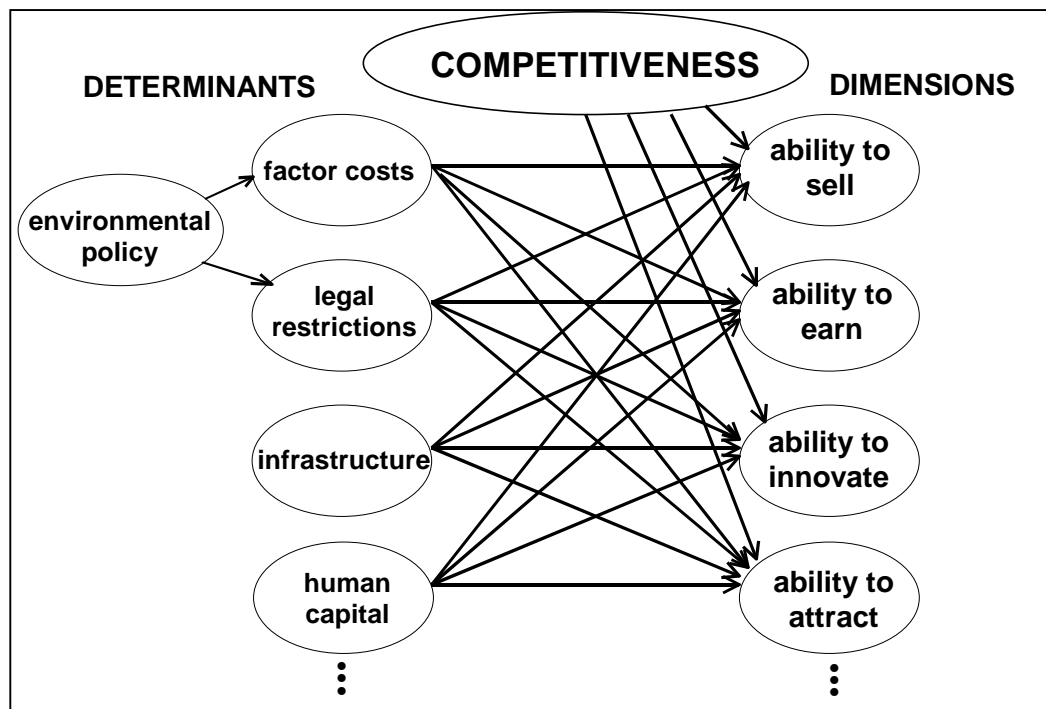 COMPETITIVENESS
DETERMINANTS
DIMENSIONS
factor costs
environmental
policy
legal
restrictions
infrastructure
human
capital
ability to
sell
ability to
earn
ability to
innovate
ability to
attract